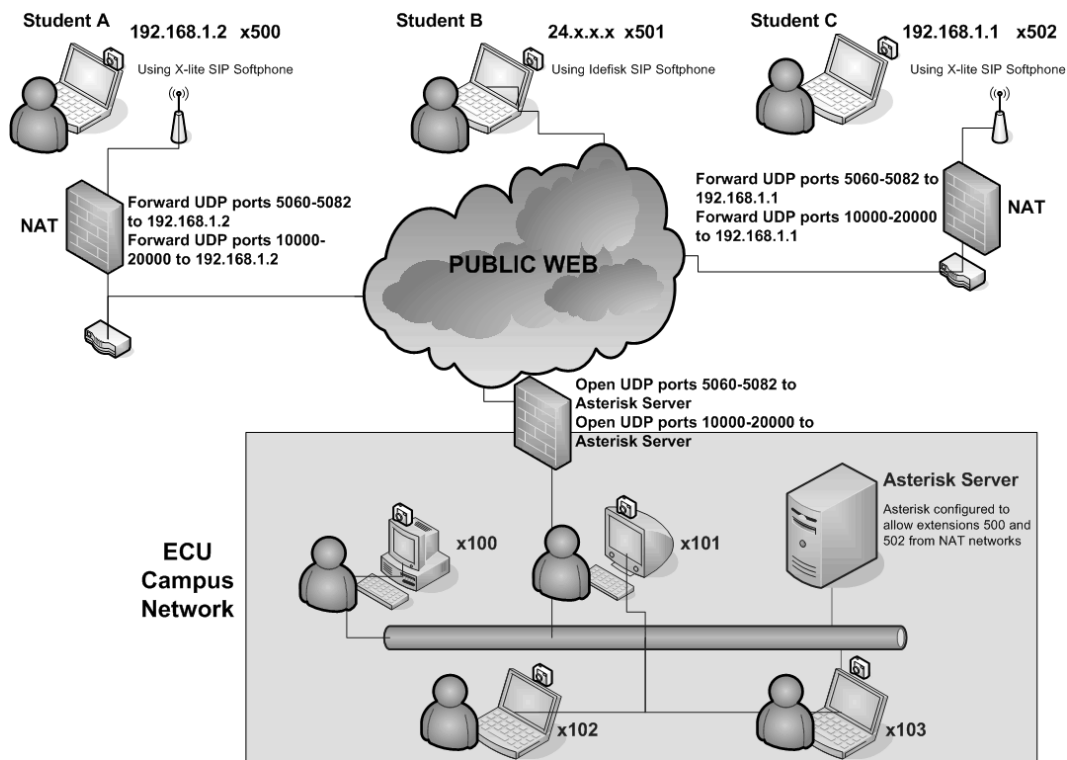 Student A
192.168.1.2 x500
Using X-lite SIP Softphone
Student B
24.x.x.x x501
Using Idefisk SIP Softphone
Student C
192.168.1.1 x502
Using X-lite SIP Softphone
NAT
Forward UDP ports 5060-5082
to 192.168.1.2
Forward UDP ports 10000-
20000 to 192.168.1.2
PUBLIC WEB
Forward UDP ports 5060-5082 to
192.168.1.1
Forward UDP ports 10000-20000
to 192.168.1.1
NAT
Open UDP ports 5060-5082 to
Asterisk Server
Open UDP ports 10000-20000 to
Asterisk Server
ECU
Campus
Network
x100
x101
Asterisk Server
Asterisk configured to
allow extensions 500 and
502 from NAT networks
x102
x103